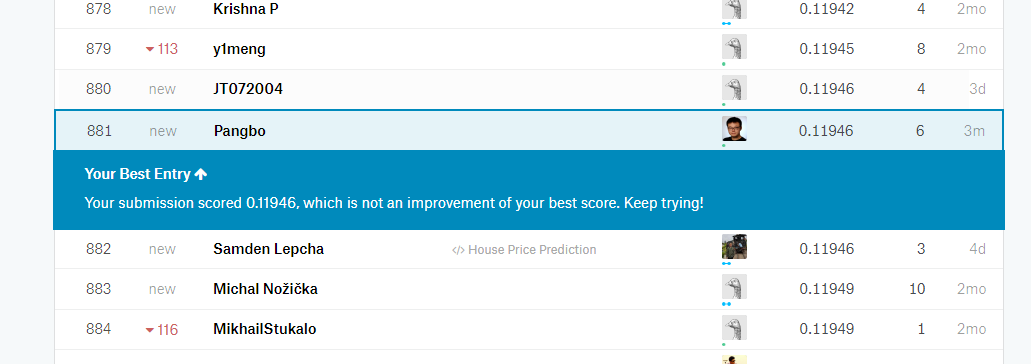 878 new Krishna P 0.11942 4 2mo
879 113 y1meng 0.11945 8 2mo
880 new JT072004 0.11946 4 3d
881 new Pangbo 0.11946 6 3m
Your Best Entry
Your submission scored 0.11946, which is not an improvement of your best score. Keep trying!
882 new Samden Lepcha </> House Price Prediction 0.11946 3 4d
883 new Michal Nožička 0.11949 10 2mo
884 116 MikhailStukalo 0.11949 1 2mo